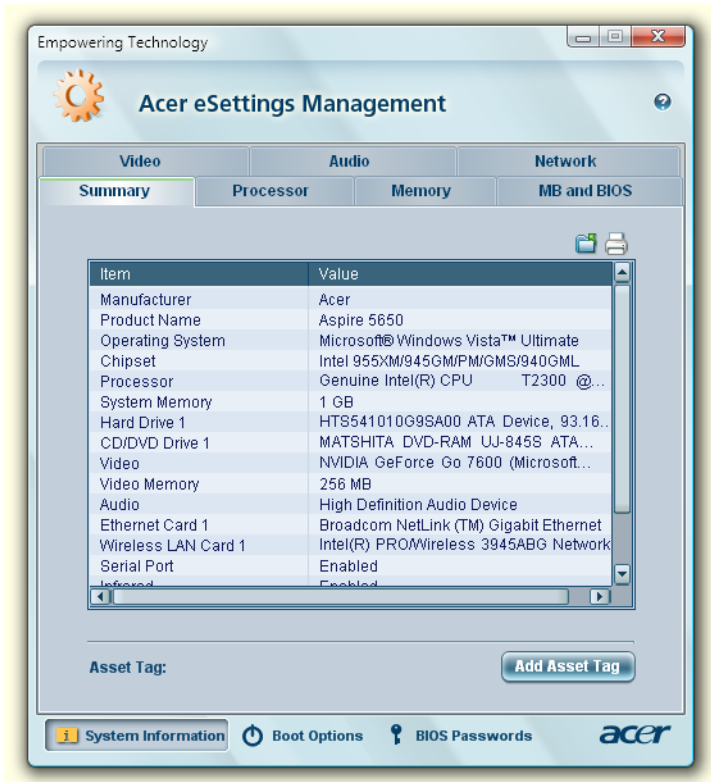 Empowering Technology
Acer eSettings Management
Video Audio Network
Summary Processor Memory MB and BIOS
Item Value
Manufacturer Acer
Product Name Aspire 5650
Operating System Microsoft® Windows Vista™ Ultimate
Chipset Intel 955XM/945GM/PM/GMS/940GML
Processor Genuine Intel(R) CPU T2300 @...
System Memory 1 GB
Hard Drive 1 HTS541010G9SA00 ATA Device, 93.16..
CD/DVD Drive 1 MATSHITA DVD-RAM UJ-845S ATA...
Video NVIDIA GeForce Go 7600 (Microsoft...
Video Memory 256 MB
Audio High Definition Audio Device
Ethernet Card 1 Broadcom NetLink (TM) Gigabit Ethernet
Wireless LAN Card 1 Intel(R) PRO/Wireless 3945ABG Network
Serial Port Enabled
Infrared Enabled
Asset Tag: Add Asset Tag
System Information Boot Options BIOS Passwords acer